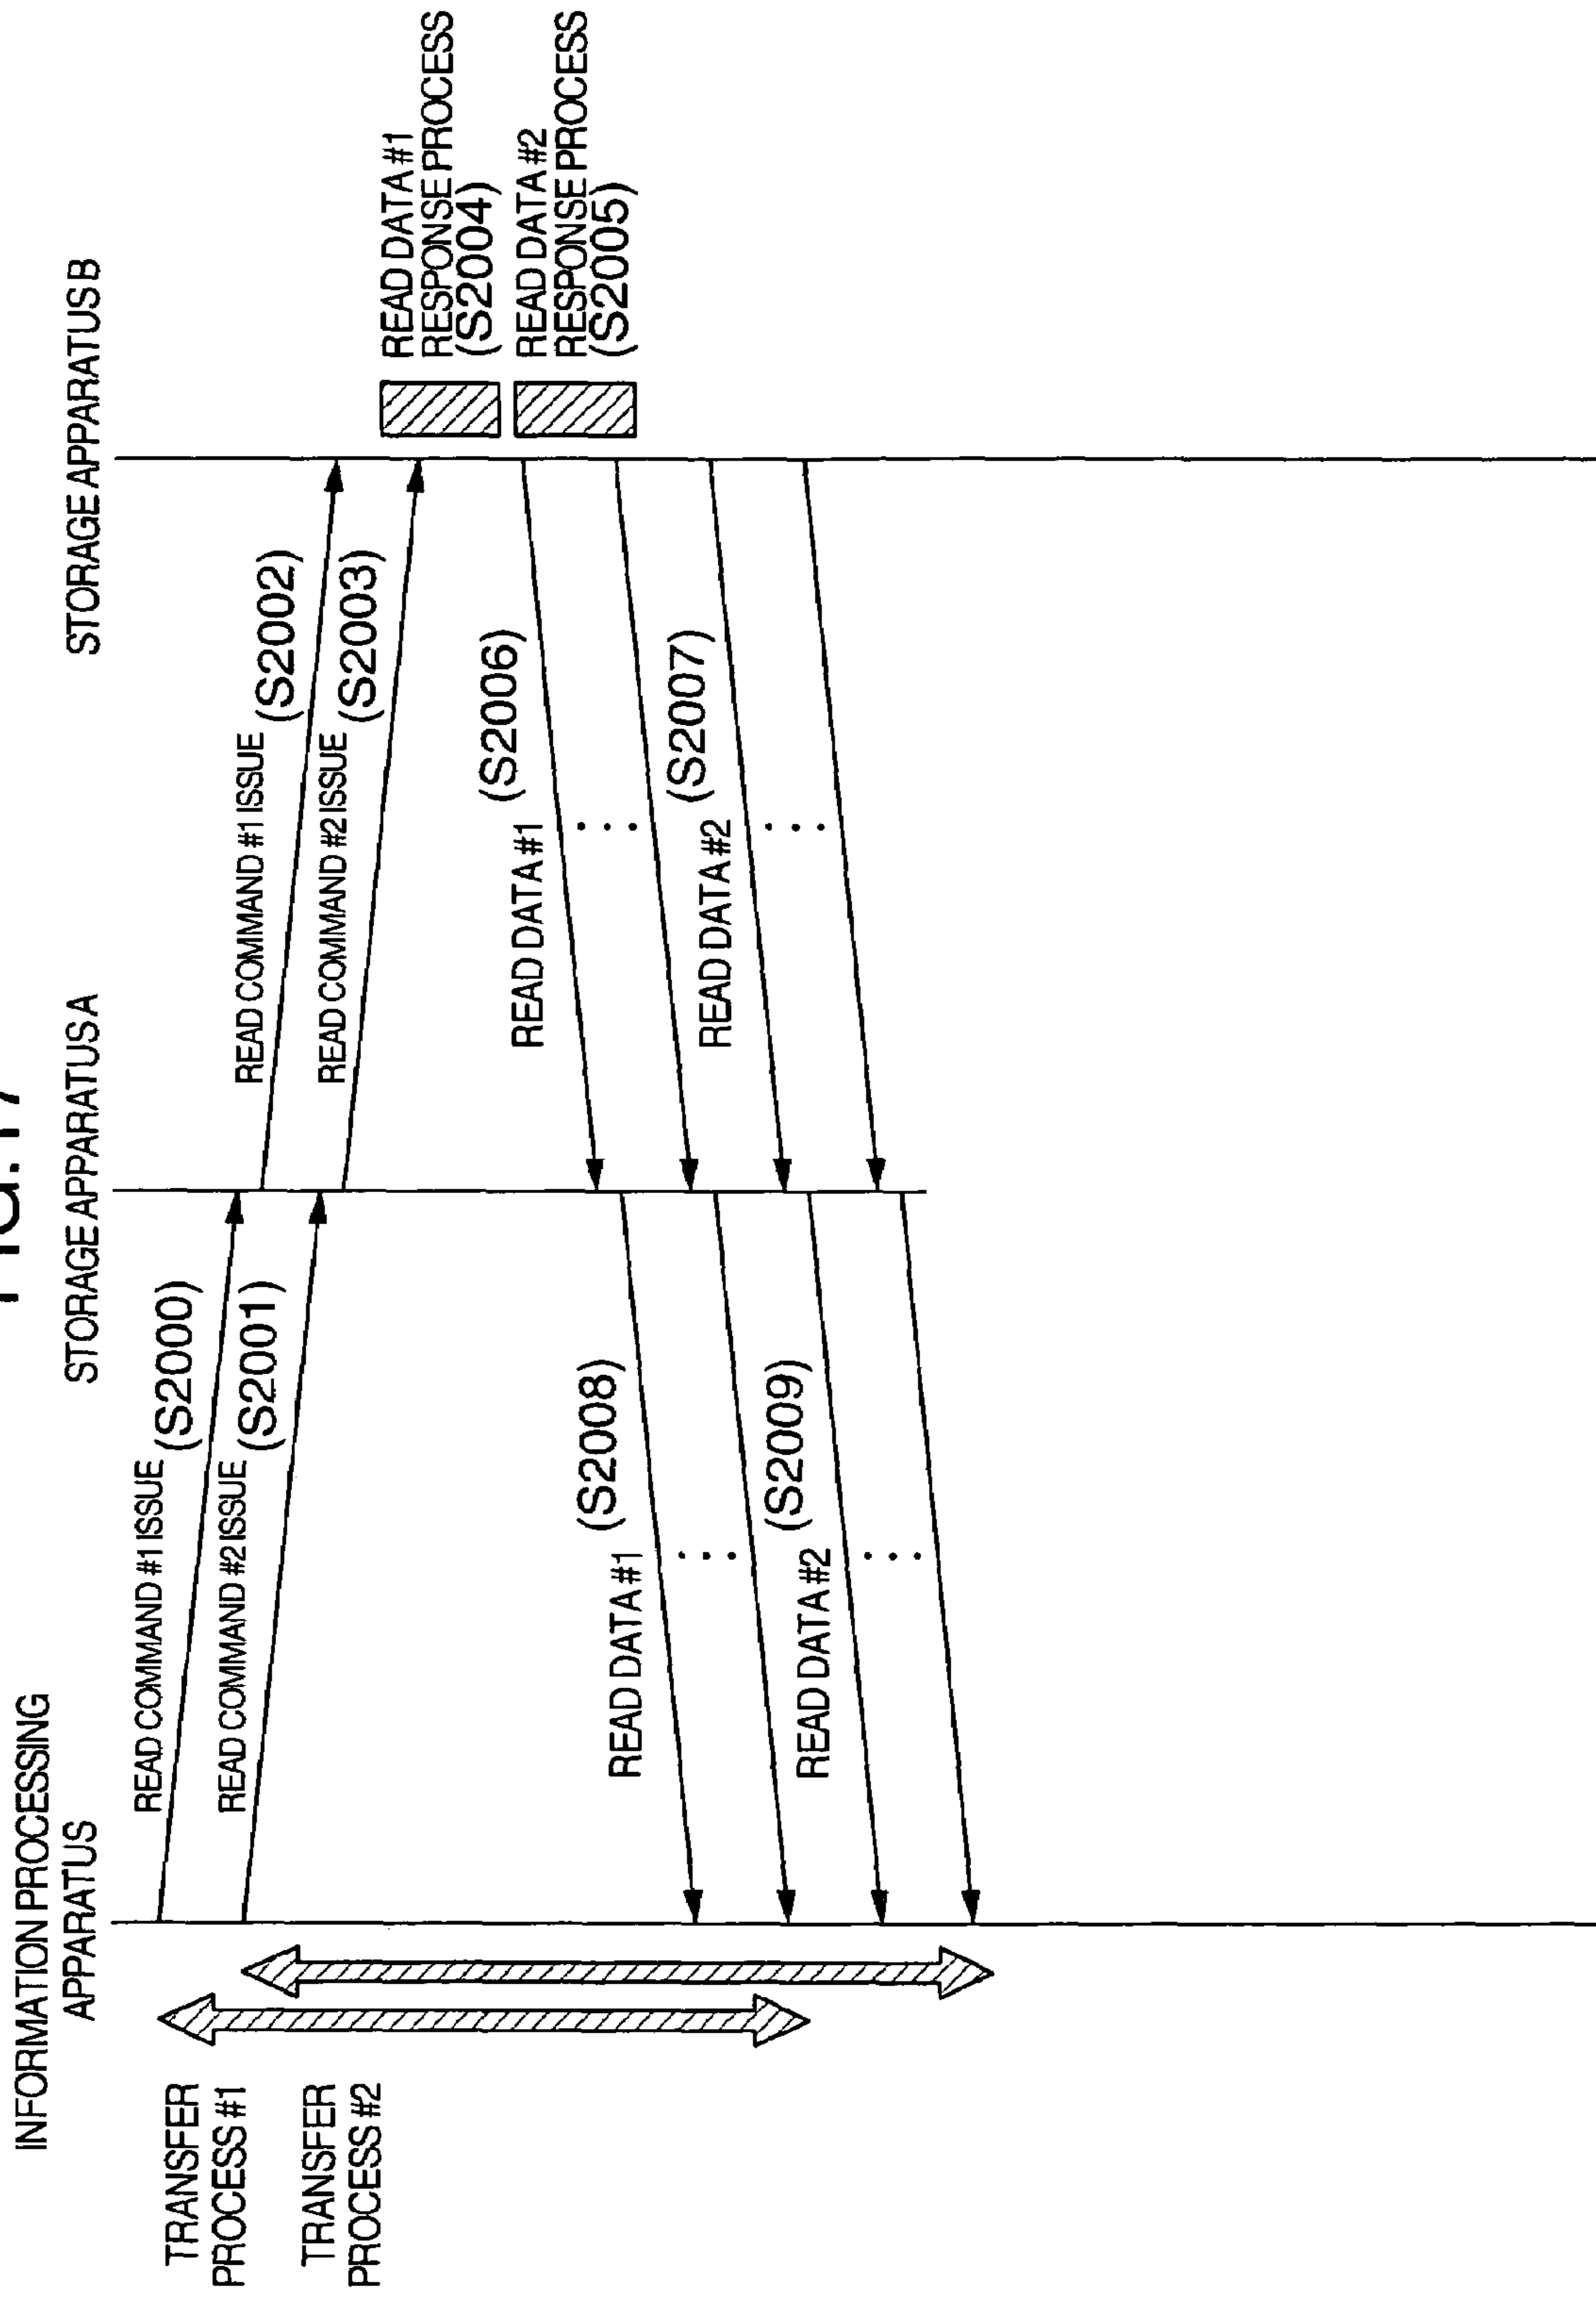 FIG.17
INFORMATION PROCESSING
APPARATUS
STORAGE APPARATUS A
STORAGE APPARATUS B
TRANSFER
PROCESS #1
TRANSFER
PROCESS #2
READ COMMAND #1 ISSUE
(S2000)
READ COMMAND #2 ISSUE
(S2001)
READ COMMAND #1 ISSUE
(S2002)
READ COMMAND #2 ISSUE
(S2003)
READ DATA #1
RESPONSE PROCESS
(S2004)
READ DATA #2
RESPONSE PROCESS
(S2005)
READ DATA #1
(S2006)
READ DATA #2
(S2007)
READ DATA #1
(S2008)
READ DATA #2
(S2009)